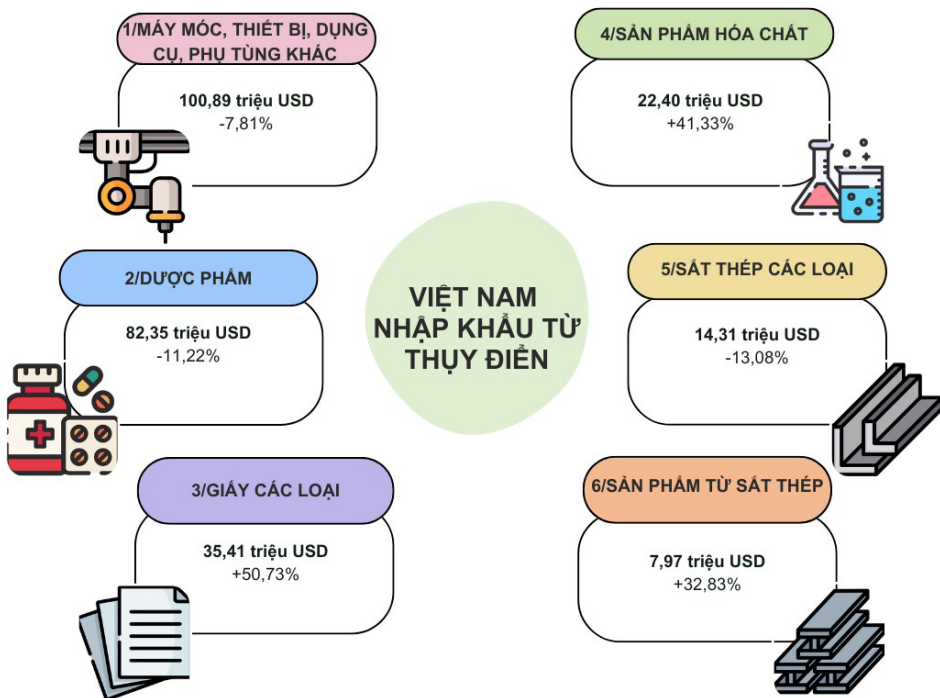 1/MÁY MÓC, THIẾT BỊ, DỤNG
CỤ, PHỤ TÙNG KHÁC
100,89 triệu USD
-7,81%
2/DƯỢC PHẨM
82,35 triệu USD
-11,22%
3/GIẤY CÁC LOẠI
35,41 triệu USD
+50,73%
VIỆT NAM
NHẬP KHẨU TỪ
THỤY ĐIỂN
4/SẢN PHẨM HÓA CHẤT
22,40 triệu USD
+41,33%
5/SẮT THÉP CÁC LOẠI
14,31 triệu USD
-13,08%
6/SẢN PHẨM TỪ SẮT THÉP
7,97 triệu USD
+32,83%